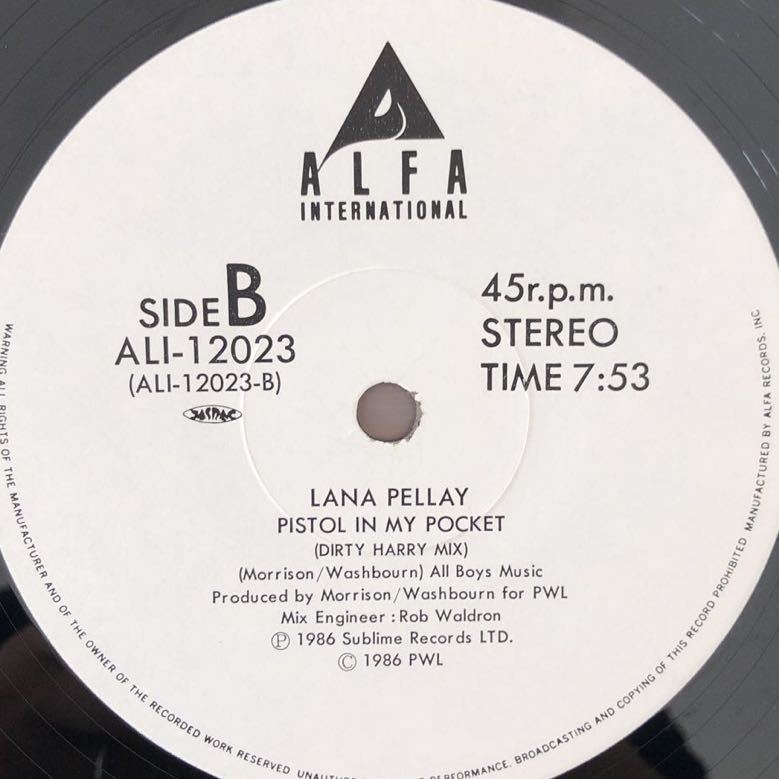 ALFA
INTERNATIONAL
SIDE B
ALI-12023
(ALI-12023-B)
JASRAC
45r.p.m.
STEREO
TIME 7:53
LANA PELLAY
PISTOL IN MY POCKET
(DIRTY HARRY MIX)
(Morrison/Washbourn) All Boys Music
Produced by Morrison/Washbourn for PWL
Mix Engineer : Rob Waldron
Ⓟ 1986 Sublime Records LTD.
© 1986 PWL
WARNING ALL RIGHTS OF THE MANUFACTURER AND OF THE OWNER OF THE RECORDED WORK RESERVED PERFORMANCE. BROADCASTING AND COPYING OF THIS RECORD PROHIBITED MANUFACTURED BY ALFA RECORDS. INC